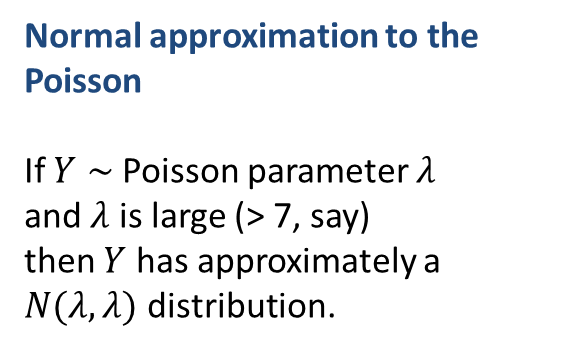 Normal approximation to the
Poisson
If Y ~ Poisson parameter λ
and λ is large (> 7, say)
then Y has approximately a
N(λ, λ) distribution.